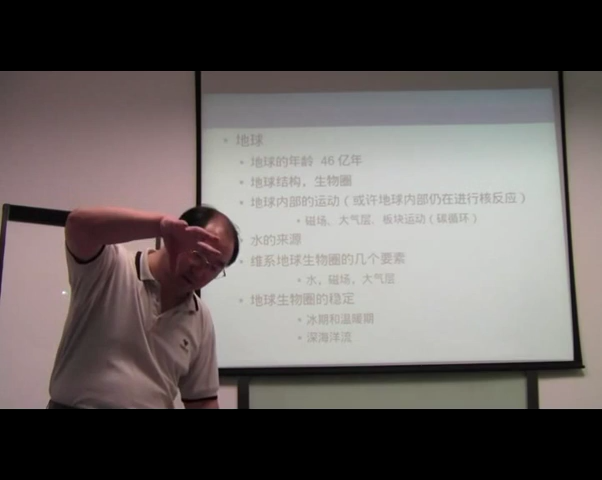 地球
地球的年龄 46 亿年
地球结构，生物圈
地球内部的运动（或许地球内部仍在进行核反应）
磁场、大气层、板块运动（碳循环）
水的来源
维系地球生物圈的几个要素
水，磁场，大气层
地球生物圈的稳定
冰期和温暖期
深海洋流